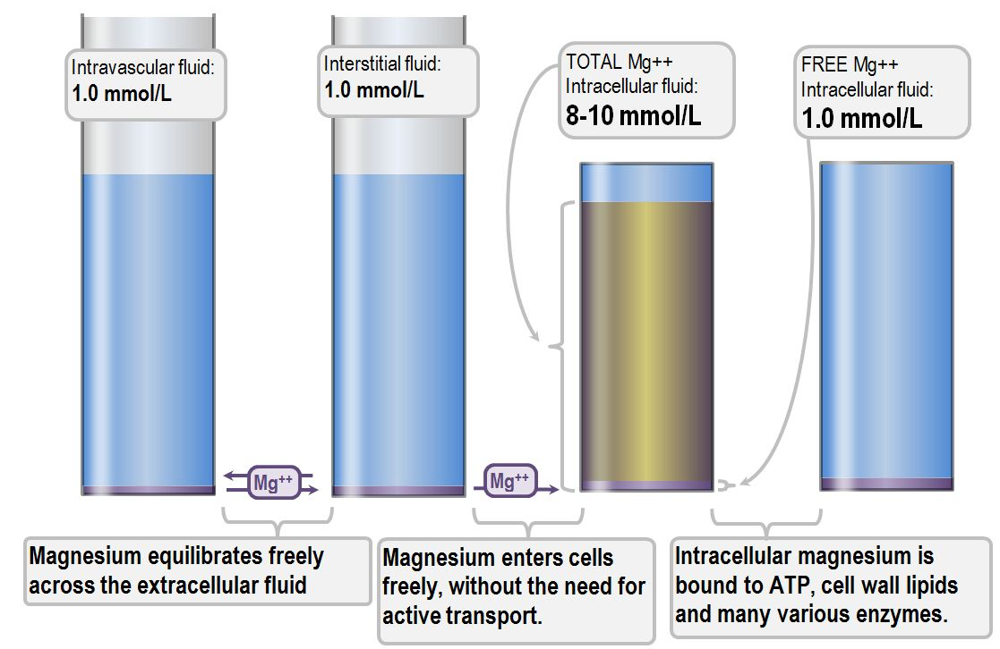 Intravascular fluid:
1.0 mmol/L
Interstitial fluid:
1.0 mmol/L
TOTAL Mg++
Intracellular fluid:
8-10 mmol/L
FREE Mg++
Intracellular fluid:
1.0 mmol/L
Mg++
Mg++
Magnesium equilibrates freely
across the extracellular fluid
Magnesium enters cells
freely, without the need for
active transport.
Intracellular magnesium is
bound to ATP, cell wall lipids
and many various enzymes.